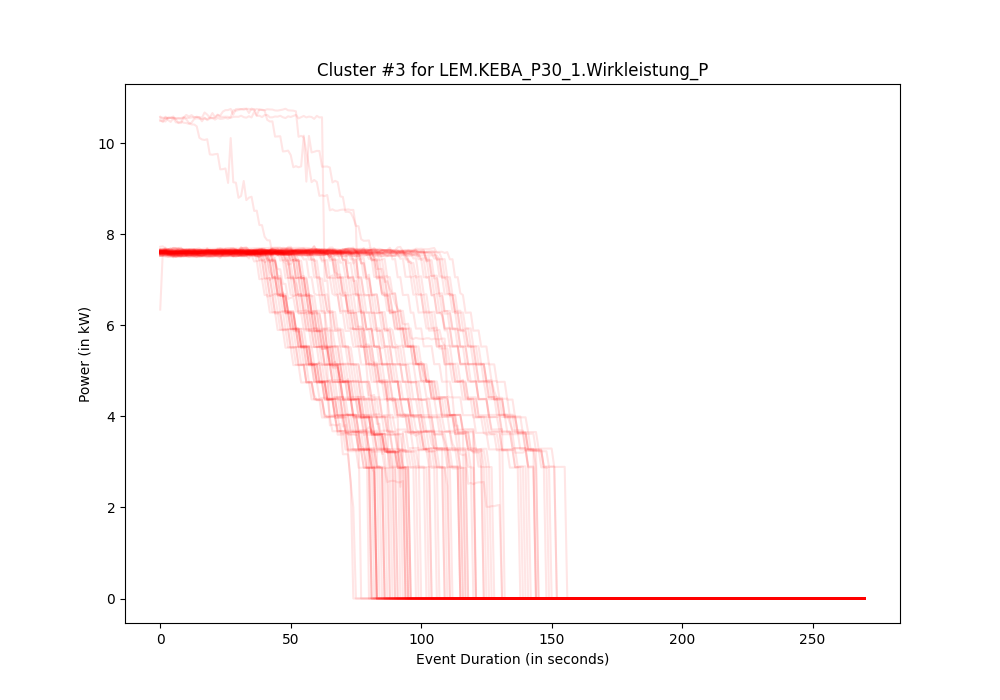 Cluster #3 for LEM.KEBA_P30_1.Wirkleistung_P
Power (in kW)
10
8
6
4
2
0
0 50 100 150 200 250
Event Duration (in seconds)